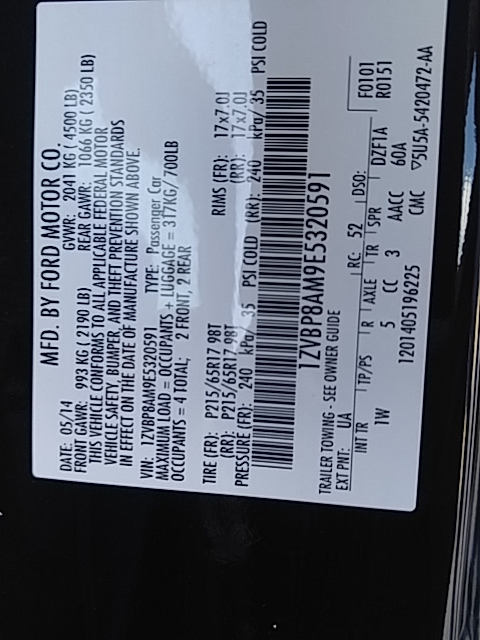 MFD. BY FORD MOTOR CO.
DATE: 05/14 GVWR: 2041 KG ( 4500 LB)
FRONT GAWR: 993 KG ( 2190 LB) REAR GAWR: 1066 KG ( 2350 LB)
THIS VEHICLE CONFORMS TO ALL APPLICABLE FEDERAL MOTOR
VEHICLE SAFETY, BUMPER, AND THEFT PREVENTION STANDARDS
IN EFFECT ON THE DATE OF MANUFACTURE SHOWN ABOVE.
VIN: 1ZVBP8AM9E5320591 TYPE: Passenger Car
MAXIMUM LOAD = OCCUPANTS + LUGGAGE = 317KG/ 700LB
OCCUPANTS = 4 TOTAL; 2 FRONT, 2 REAR
TIRE (FR): P215/65R17 98T RIMS (FR): 17x7.0J
(RR): P215/65R17 98T (RR): 17x7.0J
PRESSURE (FR): 240 kPa/ 35 PSI COLD (RR): 240 kPa/ 35 PSI COLD
1ZVBP8AM9E5320591
TRAILER TOWING - SEE OWNER GUIDE F0101
EXT PNT: UA RC: 52 DSO: R0151
INT TR TP/PS R AXLE TR SPR DZF1A
1W 5 CC 3 AACC 60A
1201405196225 CMC ▽5U5A-5420472-AA